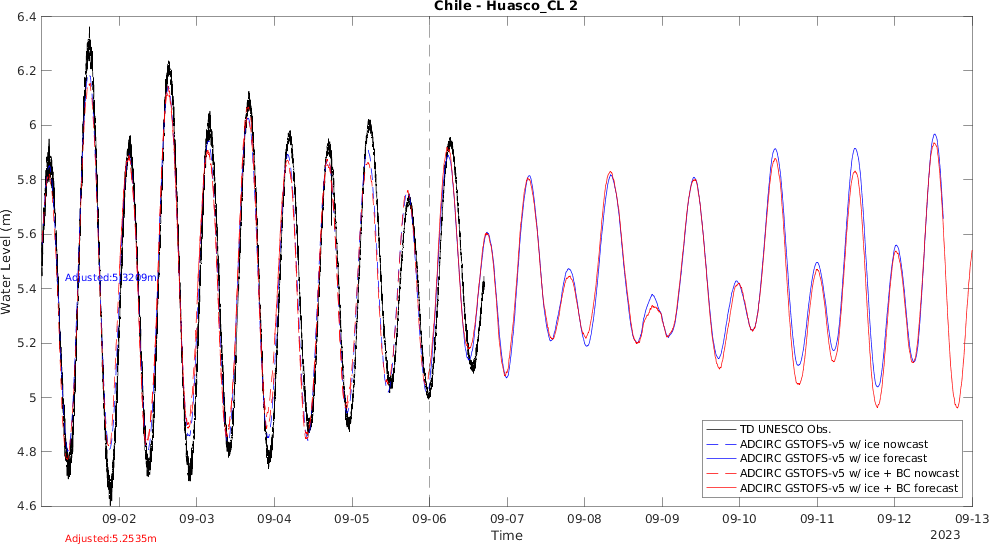 Chile - Huasco_CL 2
6.4
6.2
6
5.8
5.6
5.4
5.2
5
4.8
4.6
Water Level (m)
Adjusted:5.3209m
TD UNESCO Obs.
ADCIRC GSTOFS-v5 w/ ice nowcast
ADCIRC GSTOFS-v5 w/ ice forecast
ADCIRC GSTOFS-v5 w/ ice + BC nowcast
ADCIRC GSTOFS-v5 w/ ice + BC forecast
09-02 09-03 09-04 09-05 09-06 09-07 09-08 09-09 09-10 09-11 09-12 09-13
Time
2023
Adjusted:5.2535m